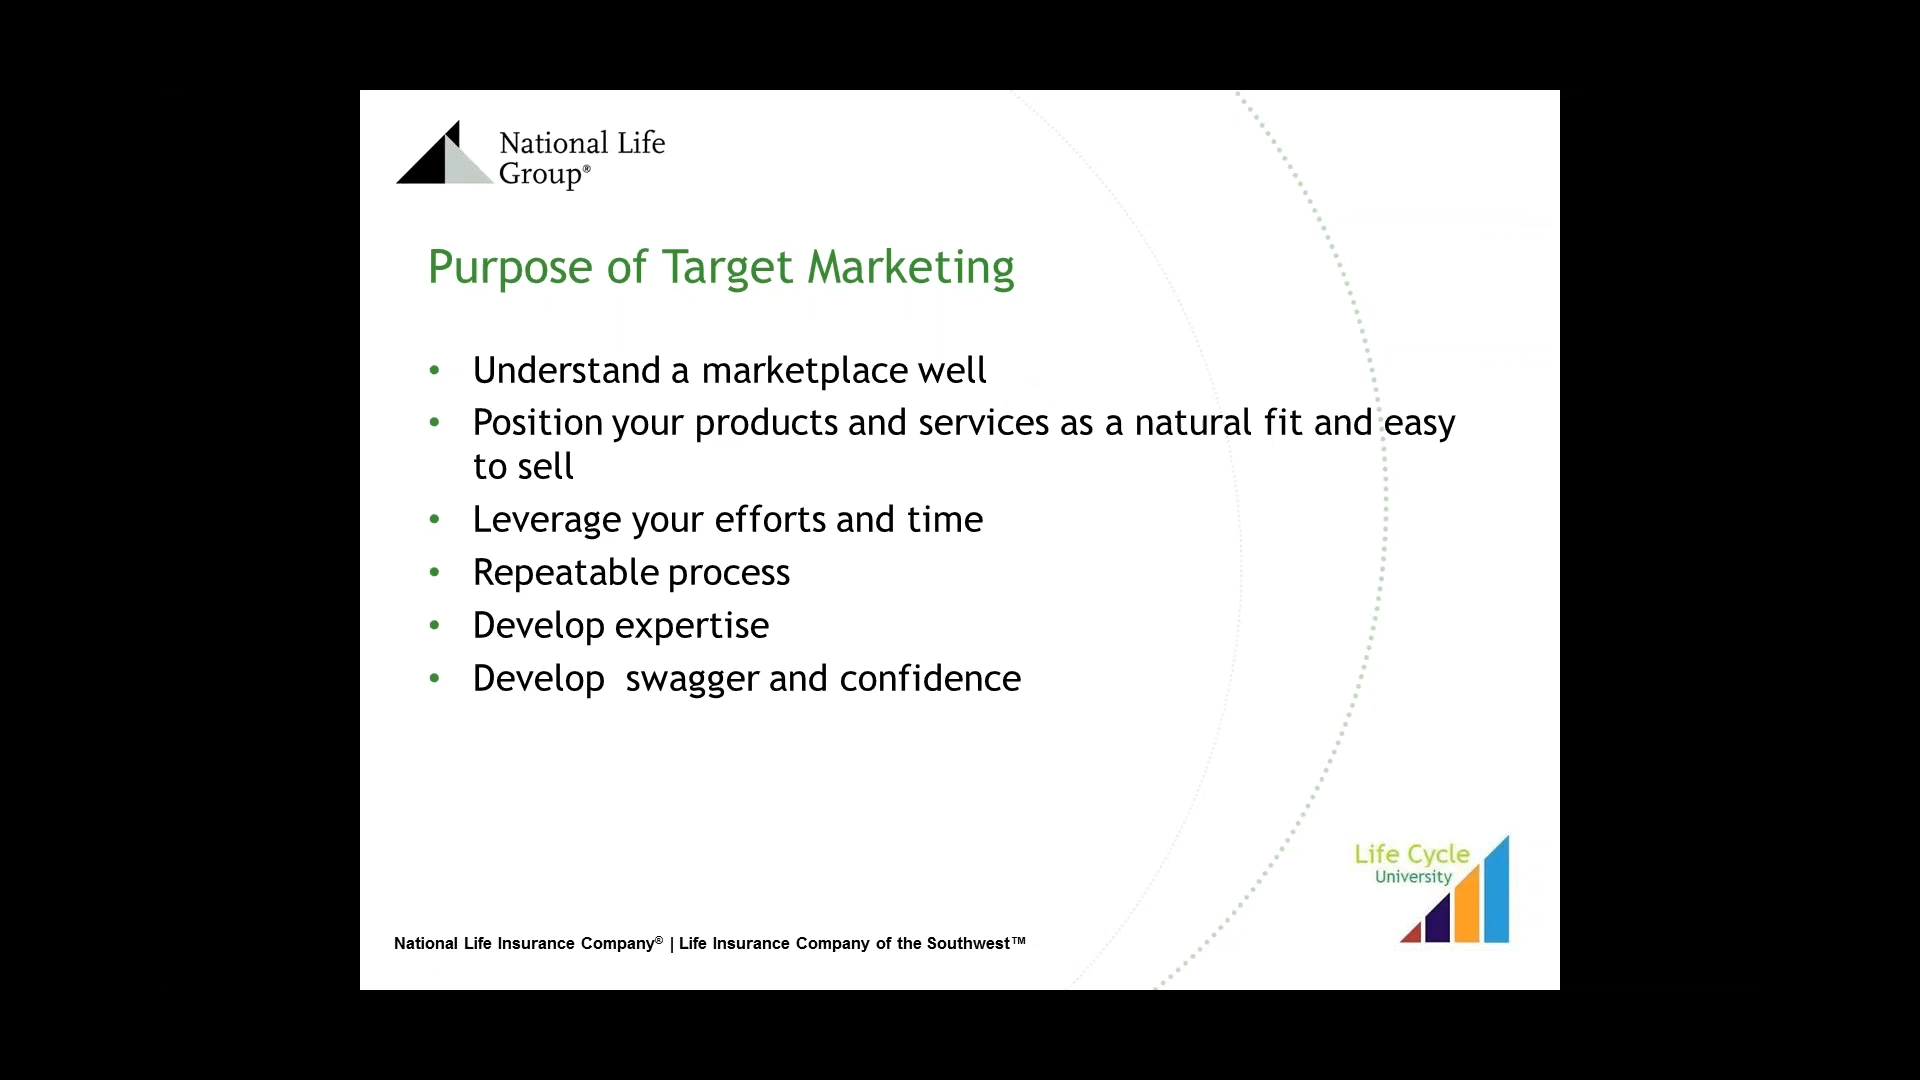 National Life
Group®
Purpose of Target Marketing
• Understand a marketplace well
• Position your products and services as a natural fit and easy
to sell
• Leverage your efforts and time
• Repeatable process
• Develop expertise
• Develop  swagger and confidence
Life Cycle
University
National Life Insurance Company® | Life Insurance Company of the Southwest™